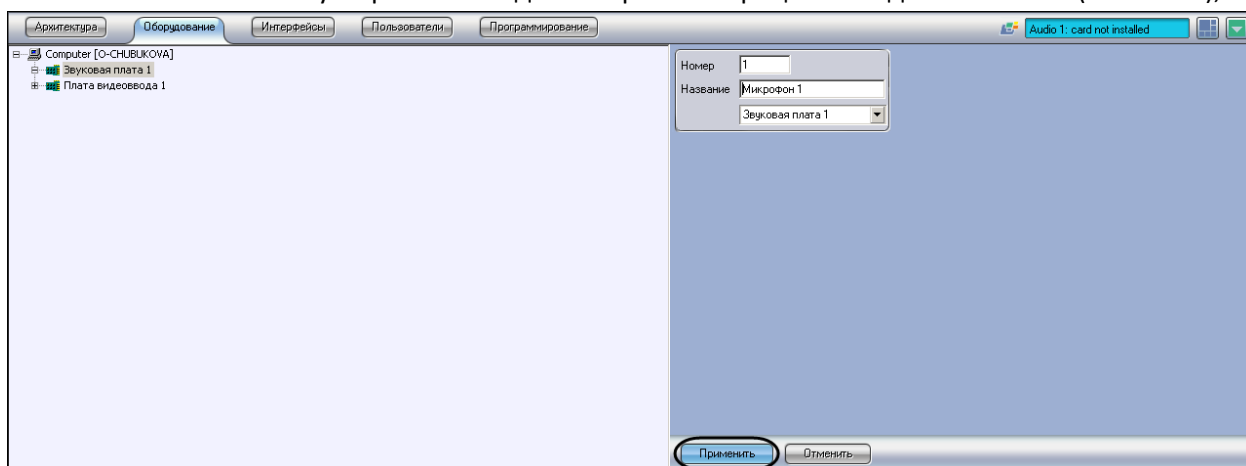 Архитектура Оборудование Интерфейсы Пользователи Программирование Audio 1: card not installed
Computer [O-CHUBUKOVA]
Звуковая плата 1
Плата видеоввода 1
Номер 1
Название Микрофон 1
Звуковая плата 1
Применить Отменить